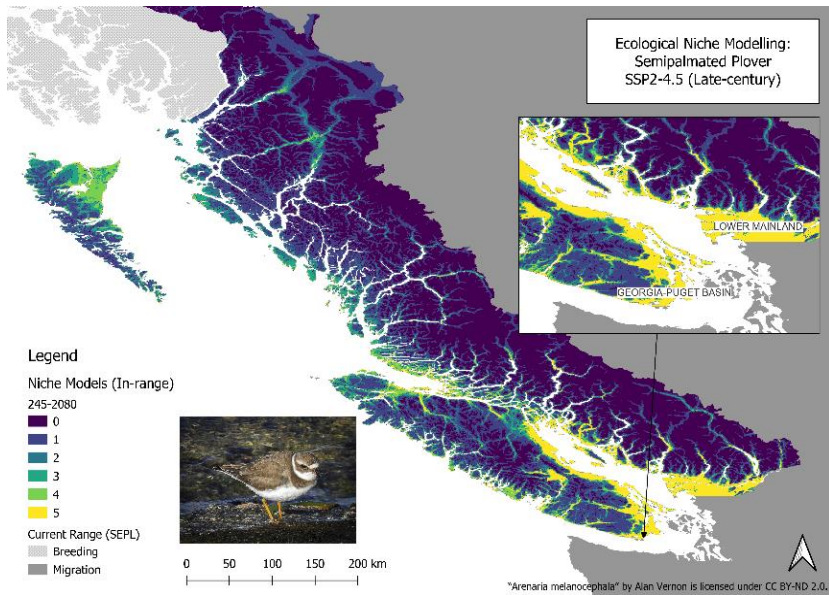 Ecological Niche Modelling:
Semipalmated Plover
SSP2-4.5 (Late-century)
LOWER MAINLAND
GEORGIA-PUGET BASIN
Legend
Niche Models (In-range)
245-2080
0
1
2
3
4
5
Current Range (SEPL)
Breeding
Migration
0 50 100 150 200 km
"Arenaria melanocephala" by Alan Vernon is licensed under CC BY-ND 2.0.